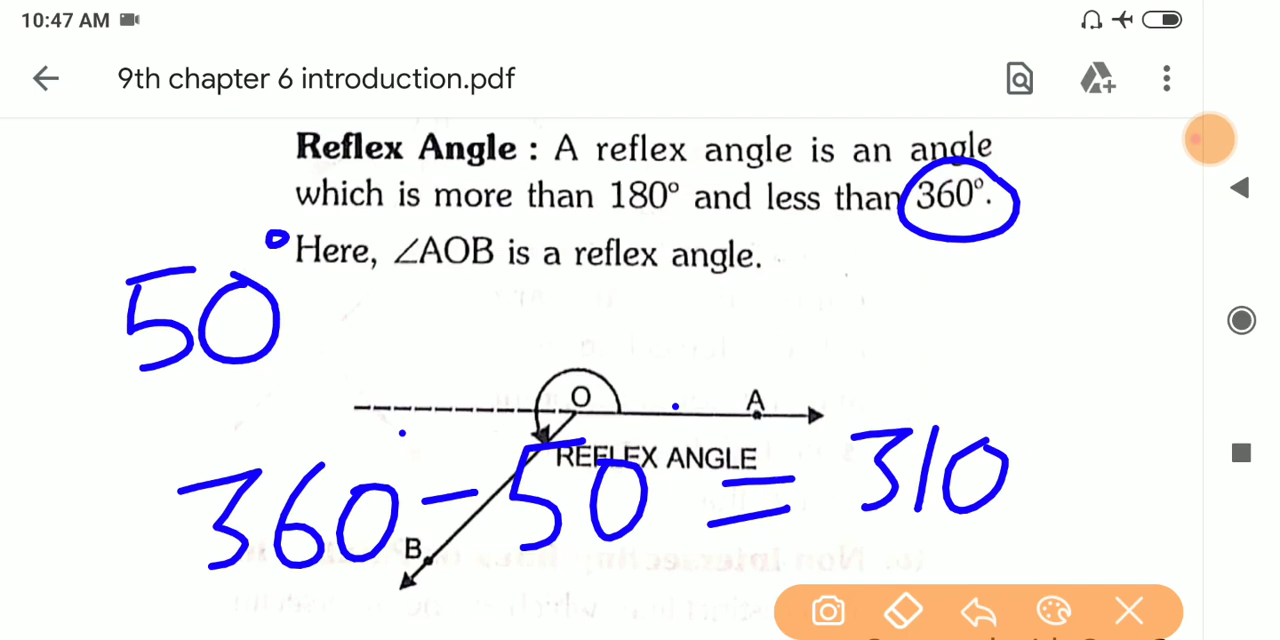 10:47 AM
9th chapter 6 introduction.pdf
Reflex Angle : A reflex angle is an angle
which is more than 180° and less than 360°.
Here, ∠AOB is a reflex angle.
50
O
A
REFLEX ANGLE
360-50=310
B